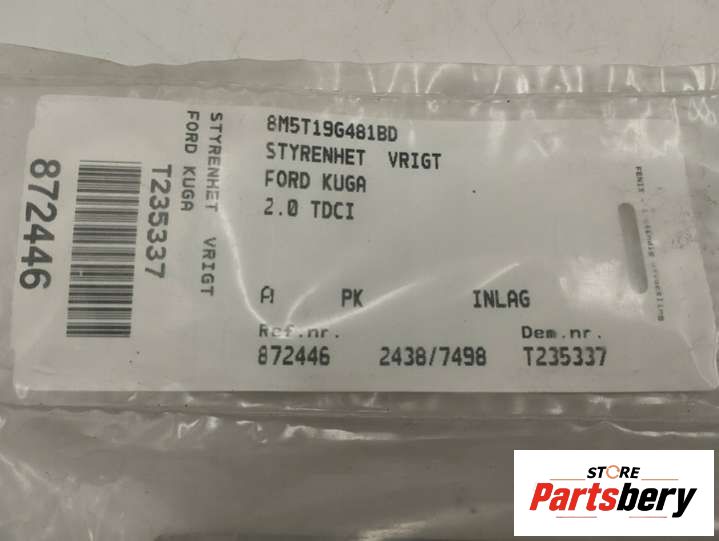 8M5T19G481BD
STYRENHET VRIGT
FORD KUGA
2.0 TDCI
A PK INLAG
Ref.nr. Dem.nr.
872446 2438/7498 T235337
STYRENHET VRIGT
FORD KUGA
T235337
872446
FENIX
STORE
Partsbery